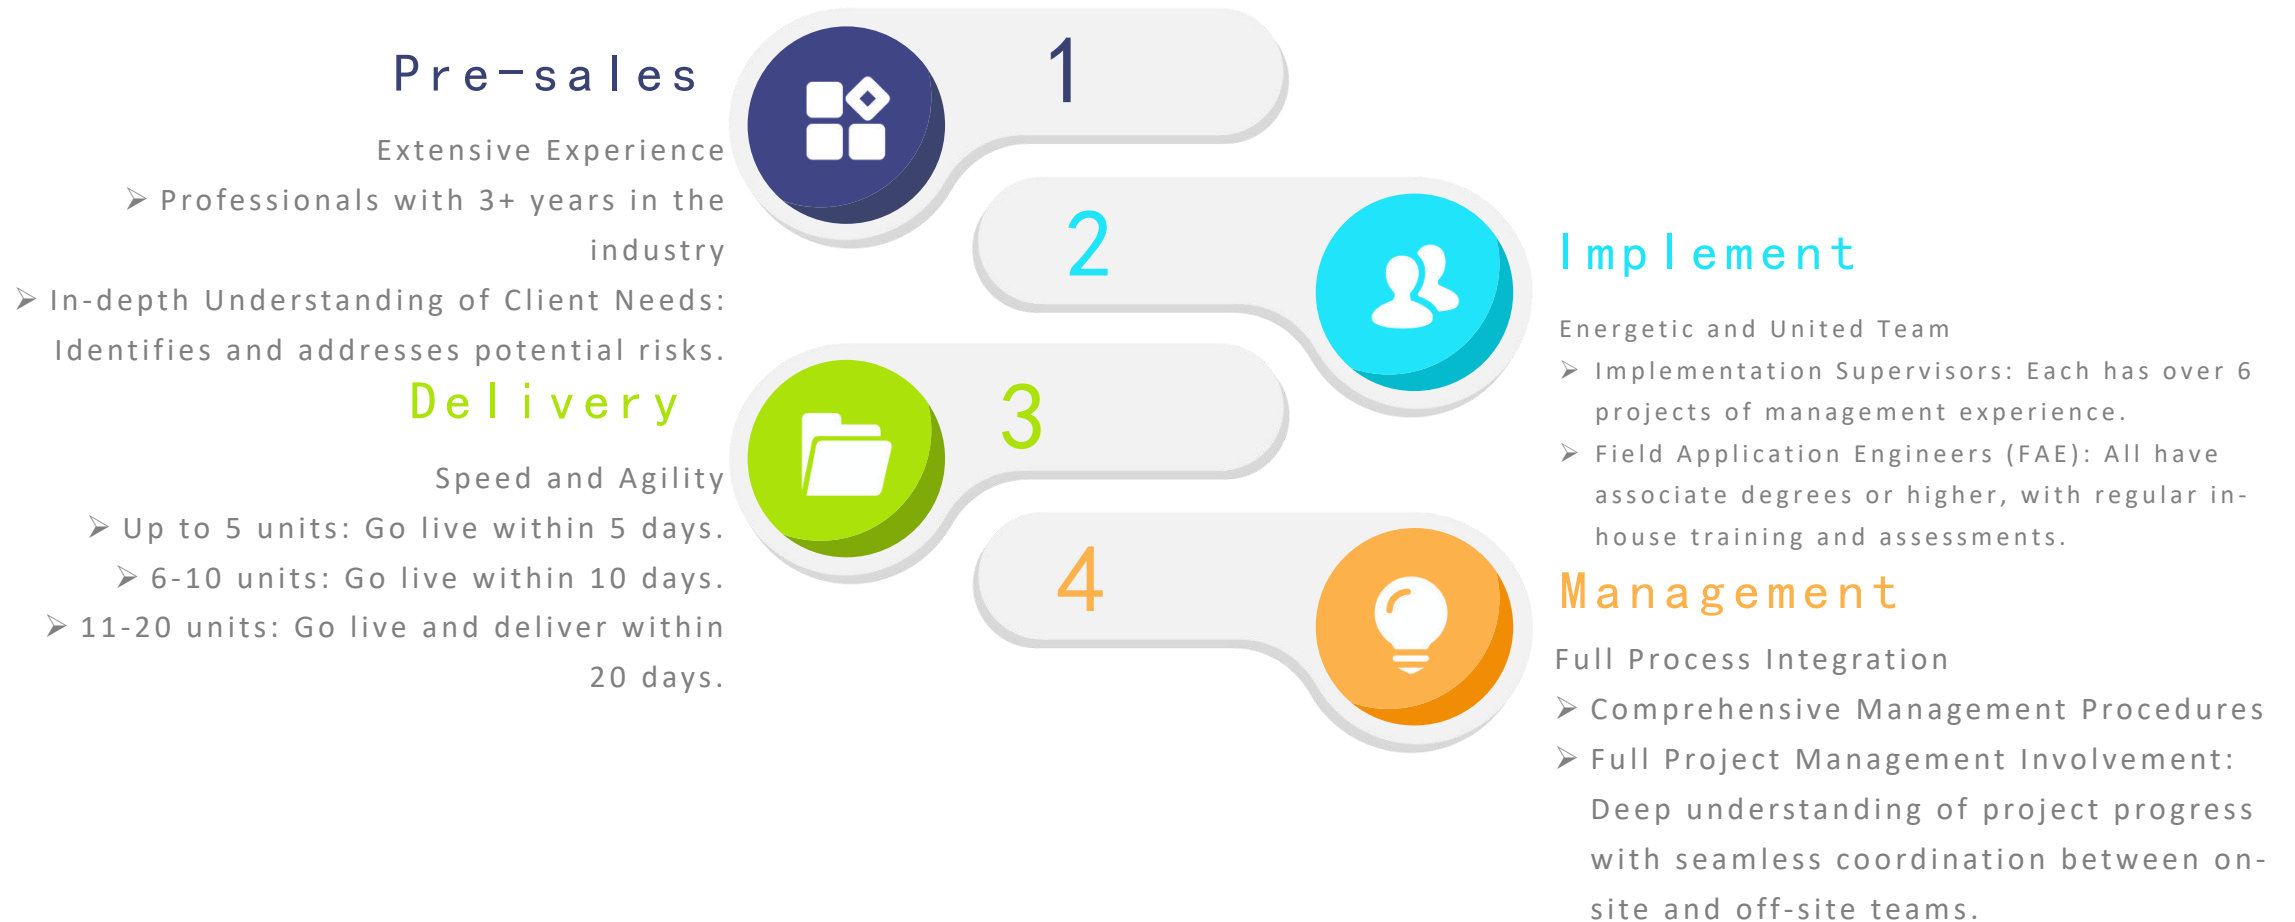 1
Pre-sales
Extensive Experience
➢ Professionals with 3+ years in the
industry
➢ In-depth Understanding of Client Needs:
Identifies and addresses potential risks.
2
Implement
Energetic and United Team
➢ Implementation Supervisors: Each has over 6
projects of management experience.
➢ Field Application Engineers (FAE): All have
associate degrees or higher, with regular in-
house training and assessments.
3
Delivery
Speed and Agility
➢ Up to 5 units: Go live within 5 days.
➢ 6-10 units: Go live within 10 days.
➢ 11-20 units: Go live and deliver within
20 days.
4
Management
Full Process Integration
➢ Comprehensive Management Procedures
➢ Full Project Management Involvement:
Deep understanding of project progress
with seamless coordination between on-
site and off-site teams.